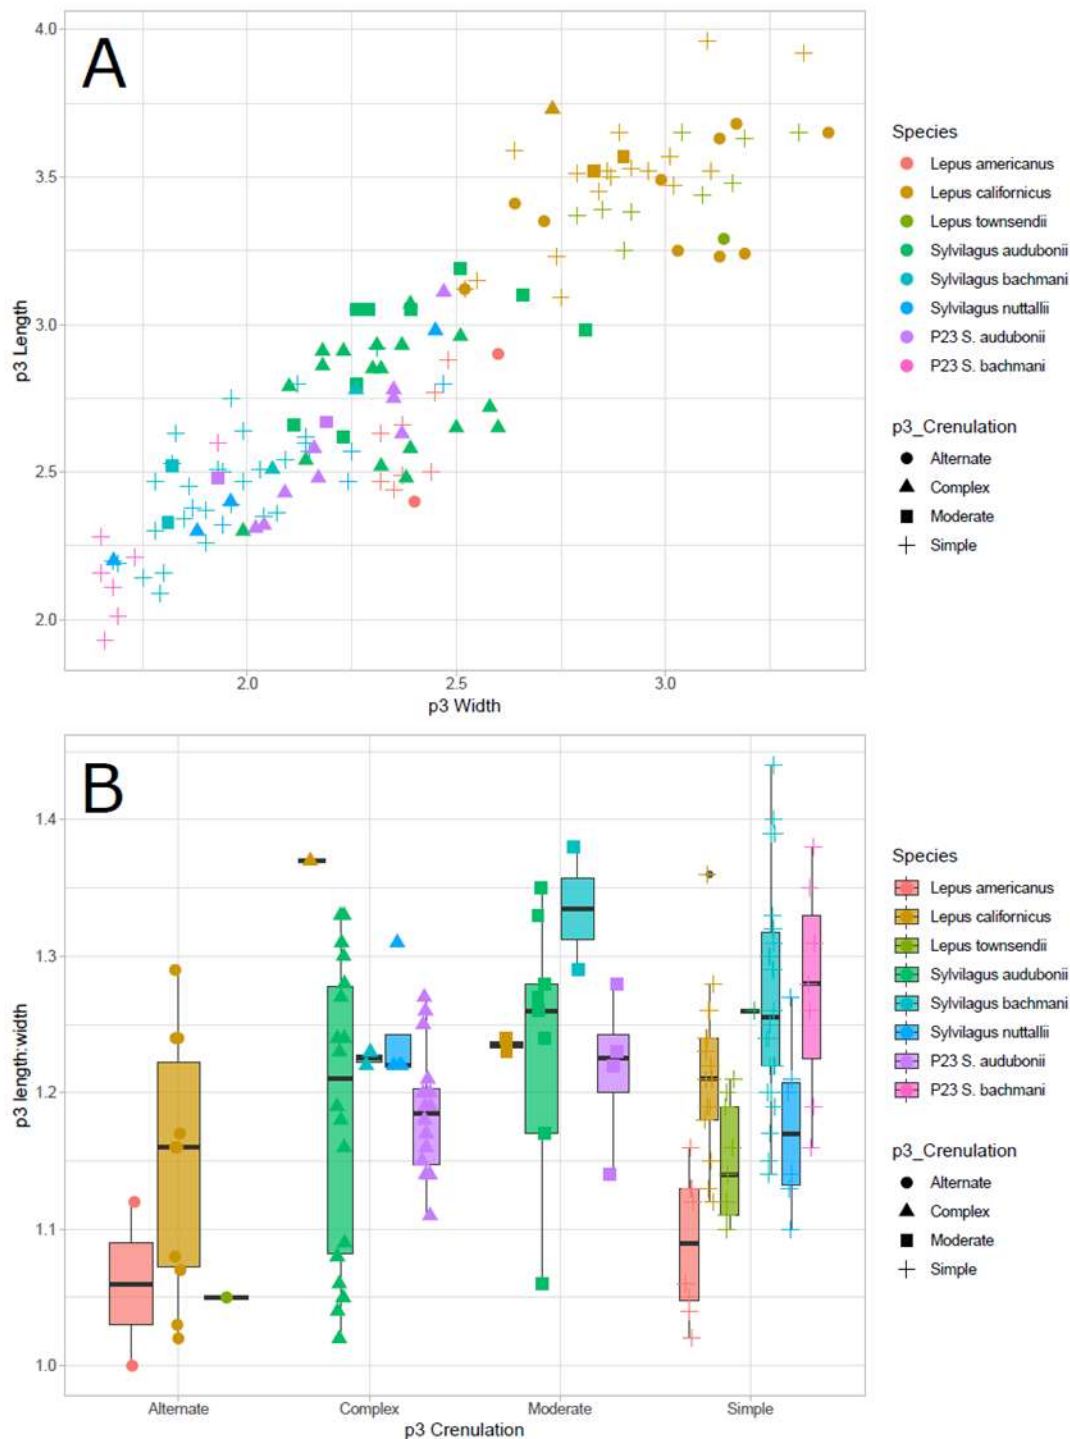 A
4.0
3.5
3.0
2.5
2.0
p3 Length
2.0 2.5 3.0
p3 Width
Species
Lepus americanus
Lepus californicus
Lepus townsendii
Sylvilagus audubonii
Sylvilagus bachmani
Sylvilagus nuttallii
P23 S. audubonii
P23 S. bachmani
p3_Crenulation
Alternate
Complex
Moderate
Simple
B
1.4
1.3
1.2
1.1
1.0
p3 length:width
Alternate Complex Moderate Simple
p3 Crenulation
Species
Lepus americanus
Lepus californicus
Lepus townsendii
Sylvilagus audubonii
Sylvilagus bachmani
Sylvilagus nuttallii
P23 S. audubonii
P23 S. bachmani
p3_Crenulation
Alternate
Complex
Moderate
Simple